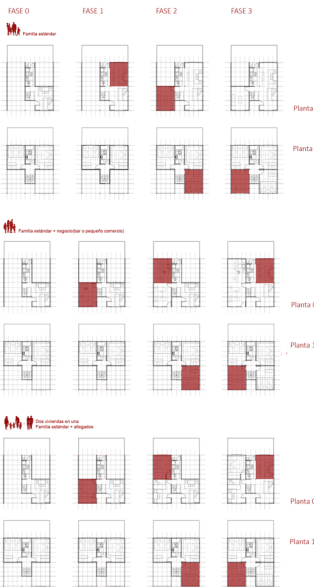 FASE 0 FASE 1 FASE 2 FASE 3
Familia estándar
Planta
Planta
Familia estándar + negocio(bar o pequeño comercio)
Planta 0
Planta 1
Dos viviendas en una
Familia estándar + allegados
Planta 0
Planta 1